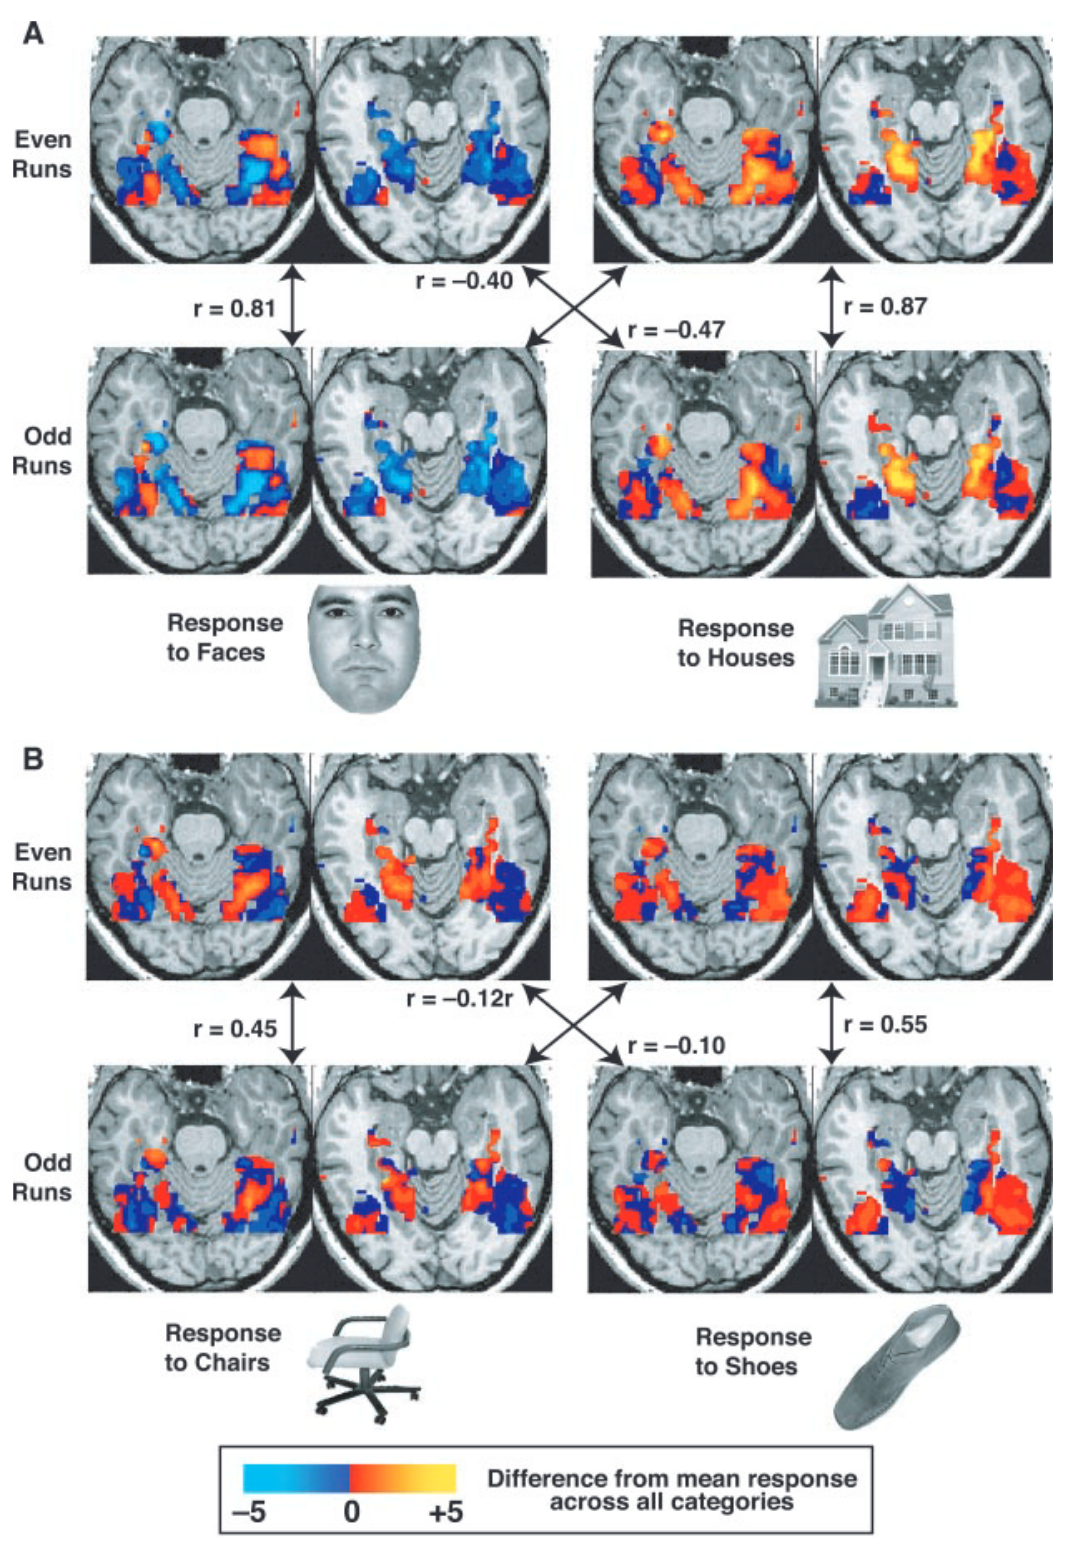 A
Even
Runs
r = –0.40
r = 0.81
r = 0.87
r = –0.47
Odd
Runs
Response
to Faces
Response
to Houses
B
Even
Runs
r = –0.12r
r = 0.45
r = 0.55
r = –0.10
Odd
Runs
Response
to Chairs
Response
to Shoes
Difference from mean response
across all categories
–5 0 +5